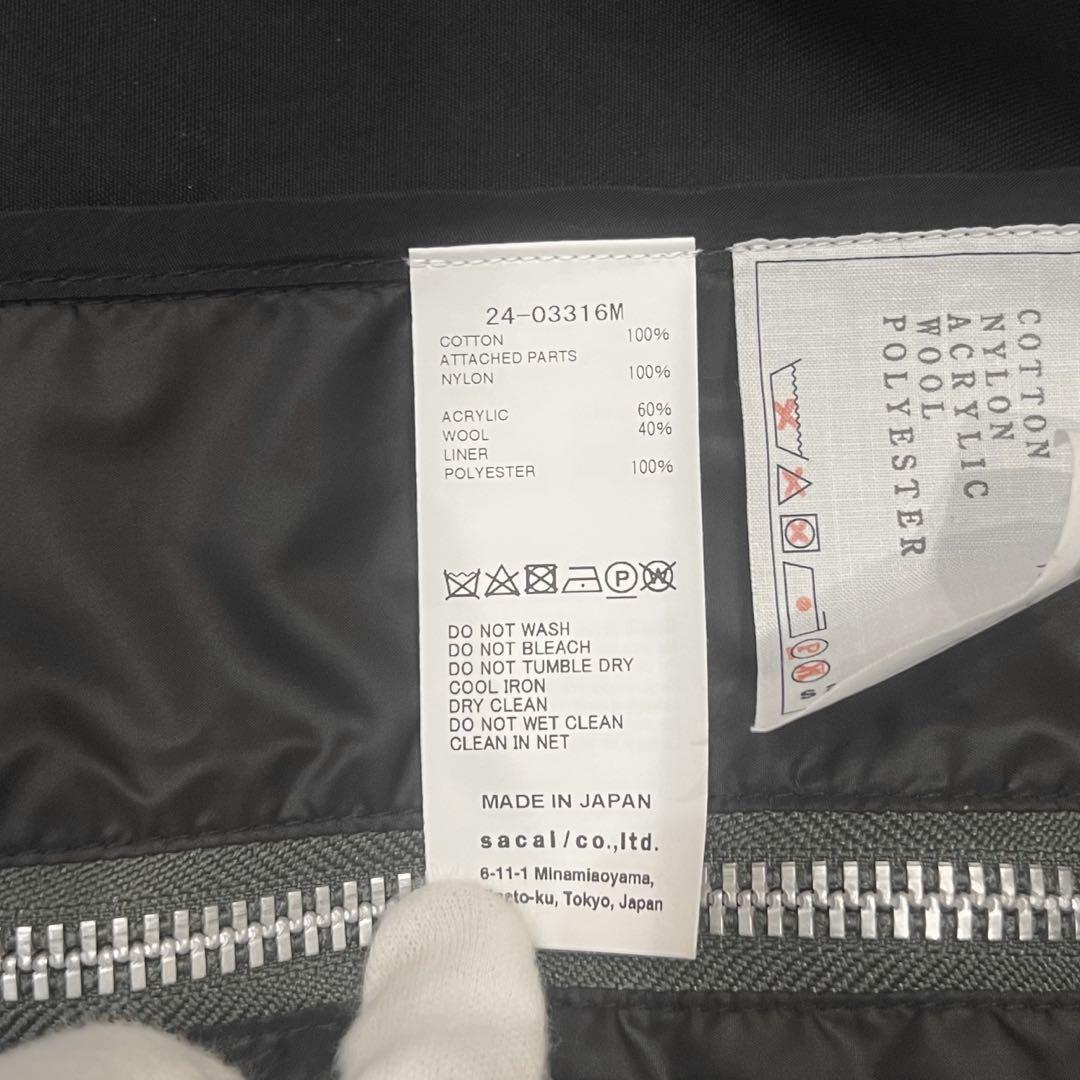 24-03316M
COTTON 100%
ATTACHED PARTS
NYLON 100%
ACRYLIC 60%
WOOL 40%
LINER
POLYESTER 100%
P W
DO NOT WASH
DO NOT BLEACH
DO NOT TUMBLE DRY
COOL IRON
DRY CLEAN
DO NOT WET CLEAN
CLEAN IN NET
MADE IN JAPAN
sacai/co.,ltd.
6-11-1 Minamiaoyama,
Tokyo, Japan
COTTON
NYLON
ACRYLIC
WOOL
POLYESTER
P